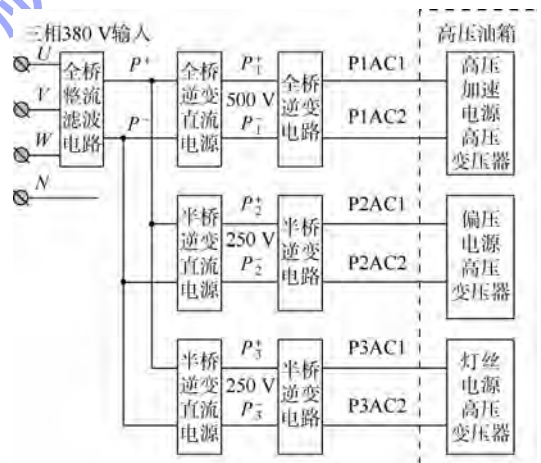 三相380 V输入
高压油箱
U
V
W
N
全桥
整流
滤波
电路
P+
P−
全桥
逆变
直流
电源
P1+
500 V
P1−
全桥
逆变
电路
P1AC1
P1AC2
高压
加速
电源
高压
变压器
半桥
逆变
直流
电源
P2+
250 V
P2−
半桥
逆变
电路
P2AC1
P2AC2
偏压
电源
高压
变压器
半桥
逆变
直流
电源
P3+
250 V
P3−
半桥
逆变
电路
P3AC1
P3AC2
灯丝
电源
高压
变压器